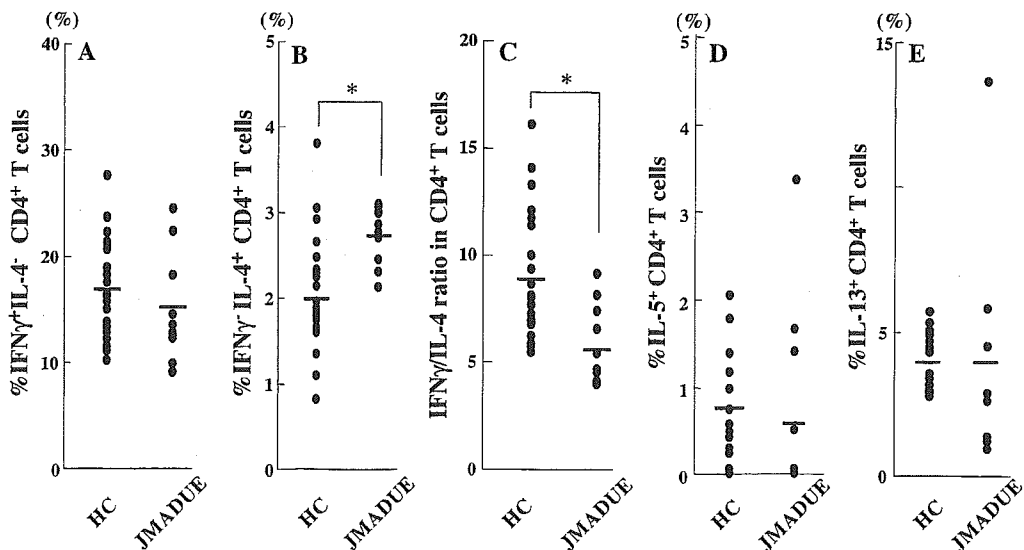 (%)
A
40
30
20
10
0
%IFNγ⁺IL-4⁻ CD4⁺ T cells
HC
JMADUE
(%)
B
5
4
3
2
1
0
*
%IFNγ⁻ IL-4⁺ CD4⁺ T cells
HC
JMADUE
C
20
15
10
5
0
*
IFNγ/IL-4 ratio in CD4⁺ T cells
HC
JMADUE
(%)
D
5
4
3
2
1
0
%IL-5⁺ CD4⁺ T cells
HC
JMADUE
(%)
E
15
5
0
%IL-13⁺ CD4⁺ T cells
HC
JMADUE